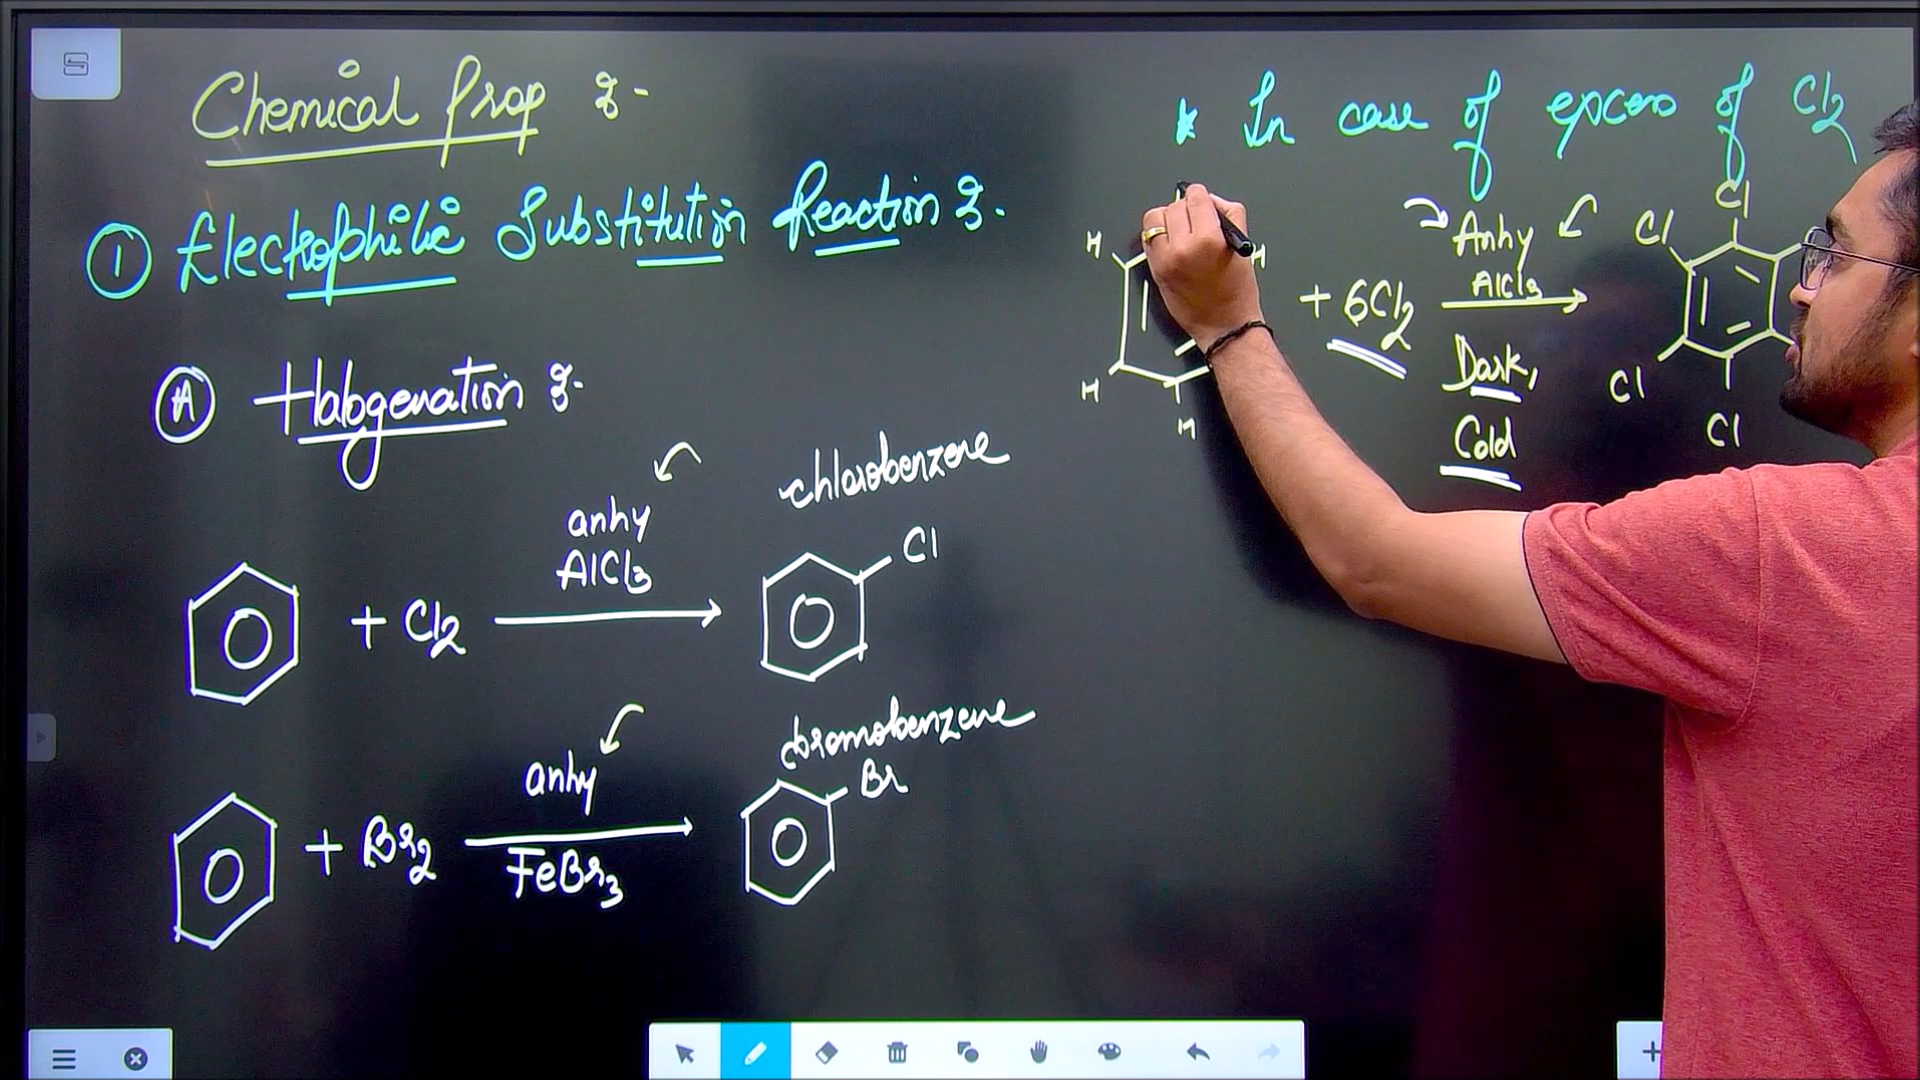 Chemical Prop :-
① Electrophilic Substitution Reaction :-
Ⓐ Halogenation :-
anhy
AlCl3
chlorobenzene
+ Cl2
Cl
anhy
FeBr3
bromobenzene
+ Br2
Br
* In case of excess of Cl2
H
H
H
H
+ 6Cl2
Anhy
AlCl3
Dark,
Cold
Cl
Cl
Cl
Cl